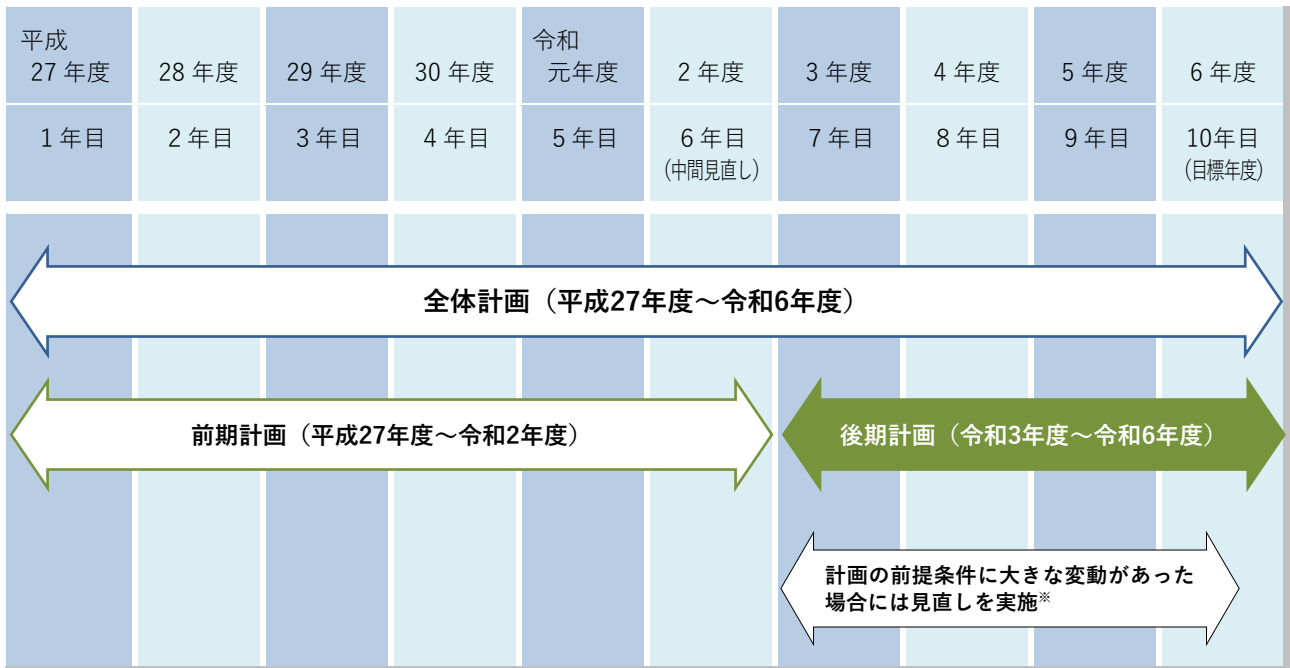 平成
27 年度
28 年度
29 年度
30 年度
令和
元年度
2 年度
3 年度
4 年度
5 年度
6 年度
1 年目
2 年目
3 年目
4 年目
5 年目
6 年目
(中間見直し)
7 年目
8 年目
9 年目
10年目
(目標年度)
全体計画（平成27年度～令和6年度）
前期計画（平成27年度～令和2年度）
後期計画（令和3年度～令和6年度）
計画の前提条件に大きな変動があった
場合には見直しを実施※